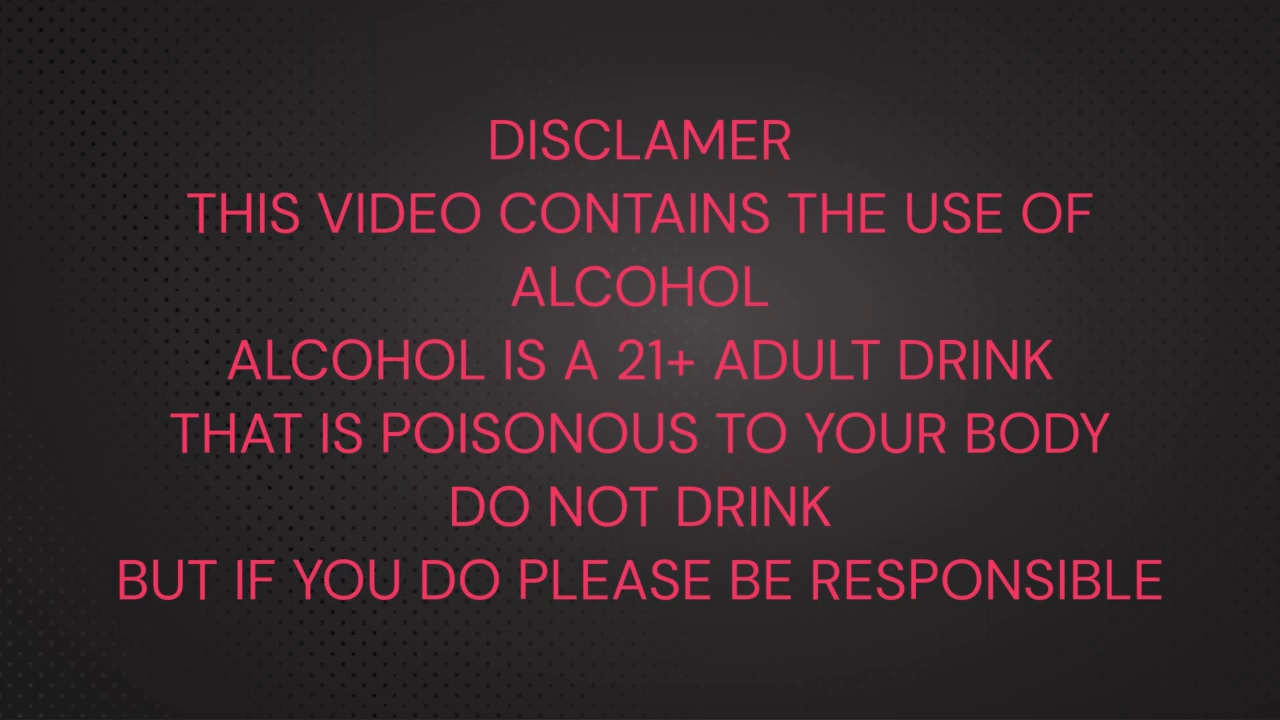 DISCLAMER
THIS VIDEO CONTAINS THE USE OF
ALCOHOL
ALCOHOL IS A 21+ ADULT DRINK
THAT IS POISONOUS TO YOUR BODY
DO NOT DRINK
BUT IF YOU DO PLEASE BE RESPONSIBLE